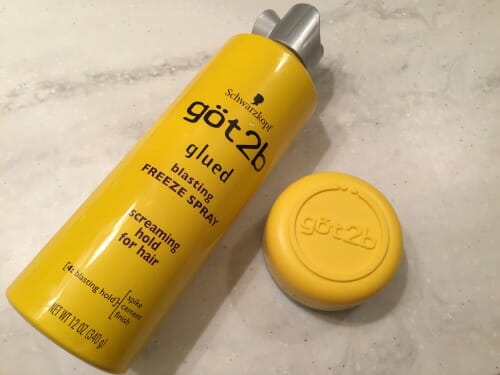 Schwarzkopf
göt2b
glued
blasting
FREEZE SPRAY
screaming
hold
for hair
[4: blasting hold]
spike
cement
finish
NET WT 12 OZ (340 g)
göt2b